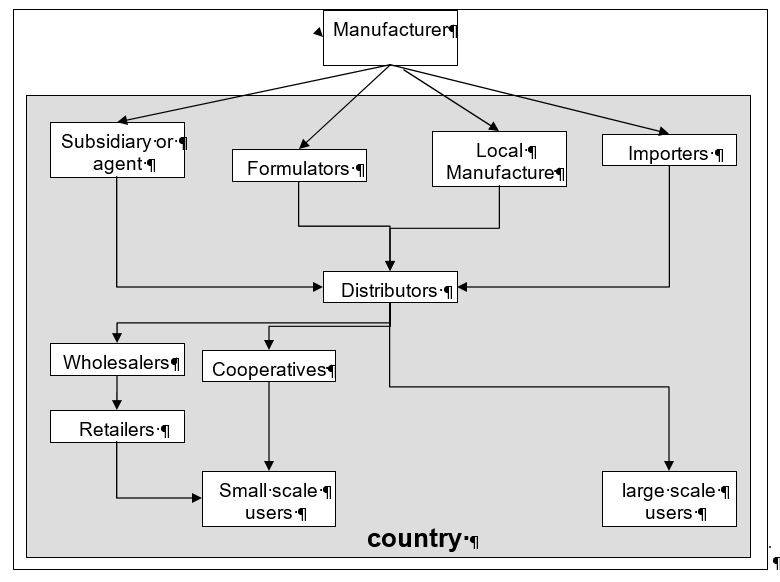 Manufacturer¶
Subsidiary·or·¶
agent·¶
Formulators·¶
Local·¶
Manufacture¶
Importers·¶
Distributors·¶
Wholesalers¶
Cooperatives¶
Retailers·¶
Small·scale·¶
users·¶
large·scale·¶
users·¶
country·¶
·
¶